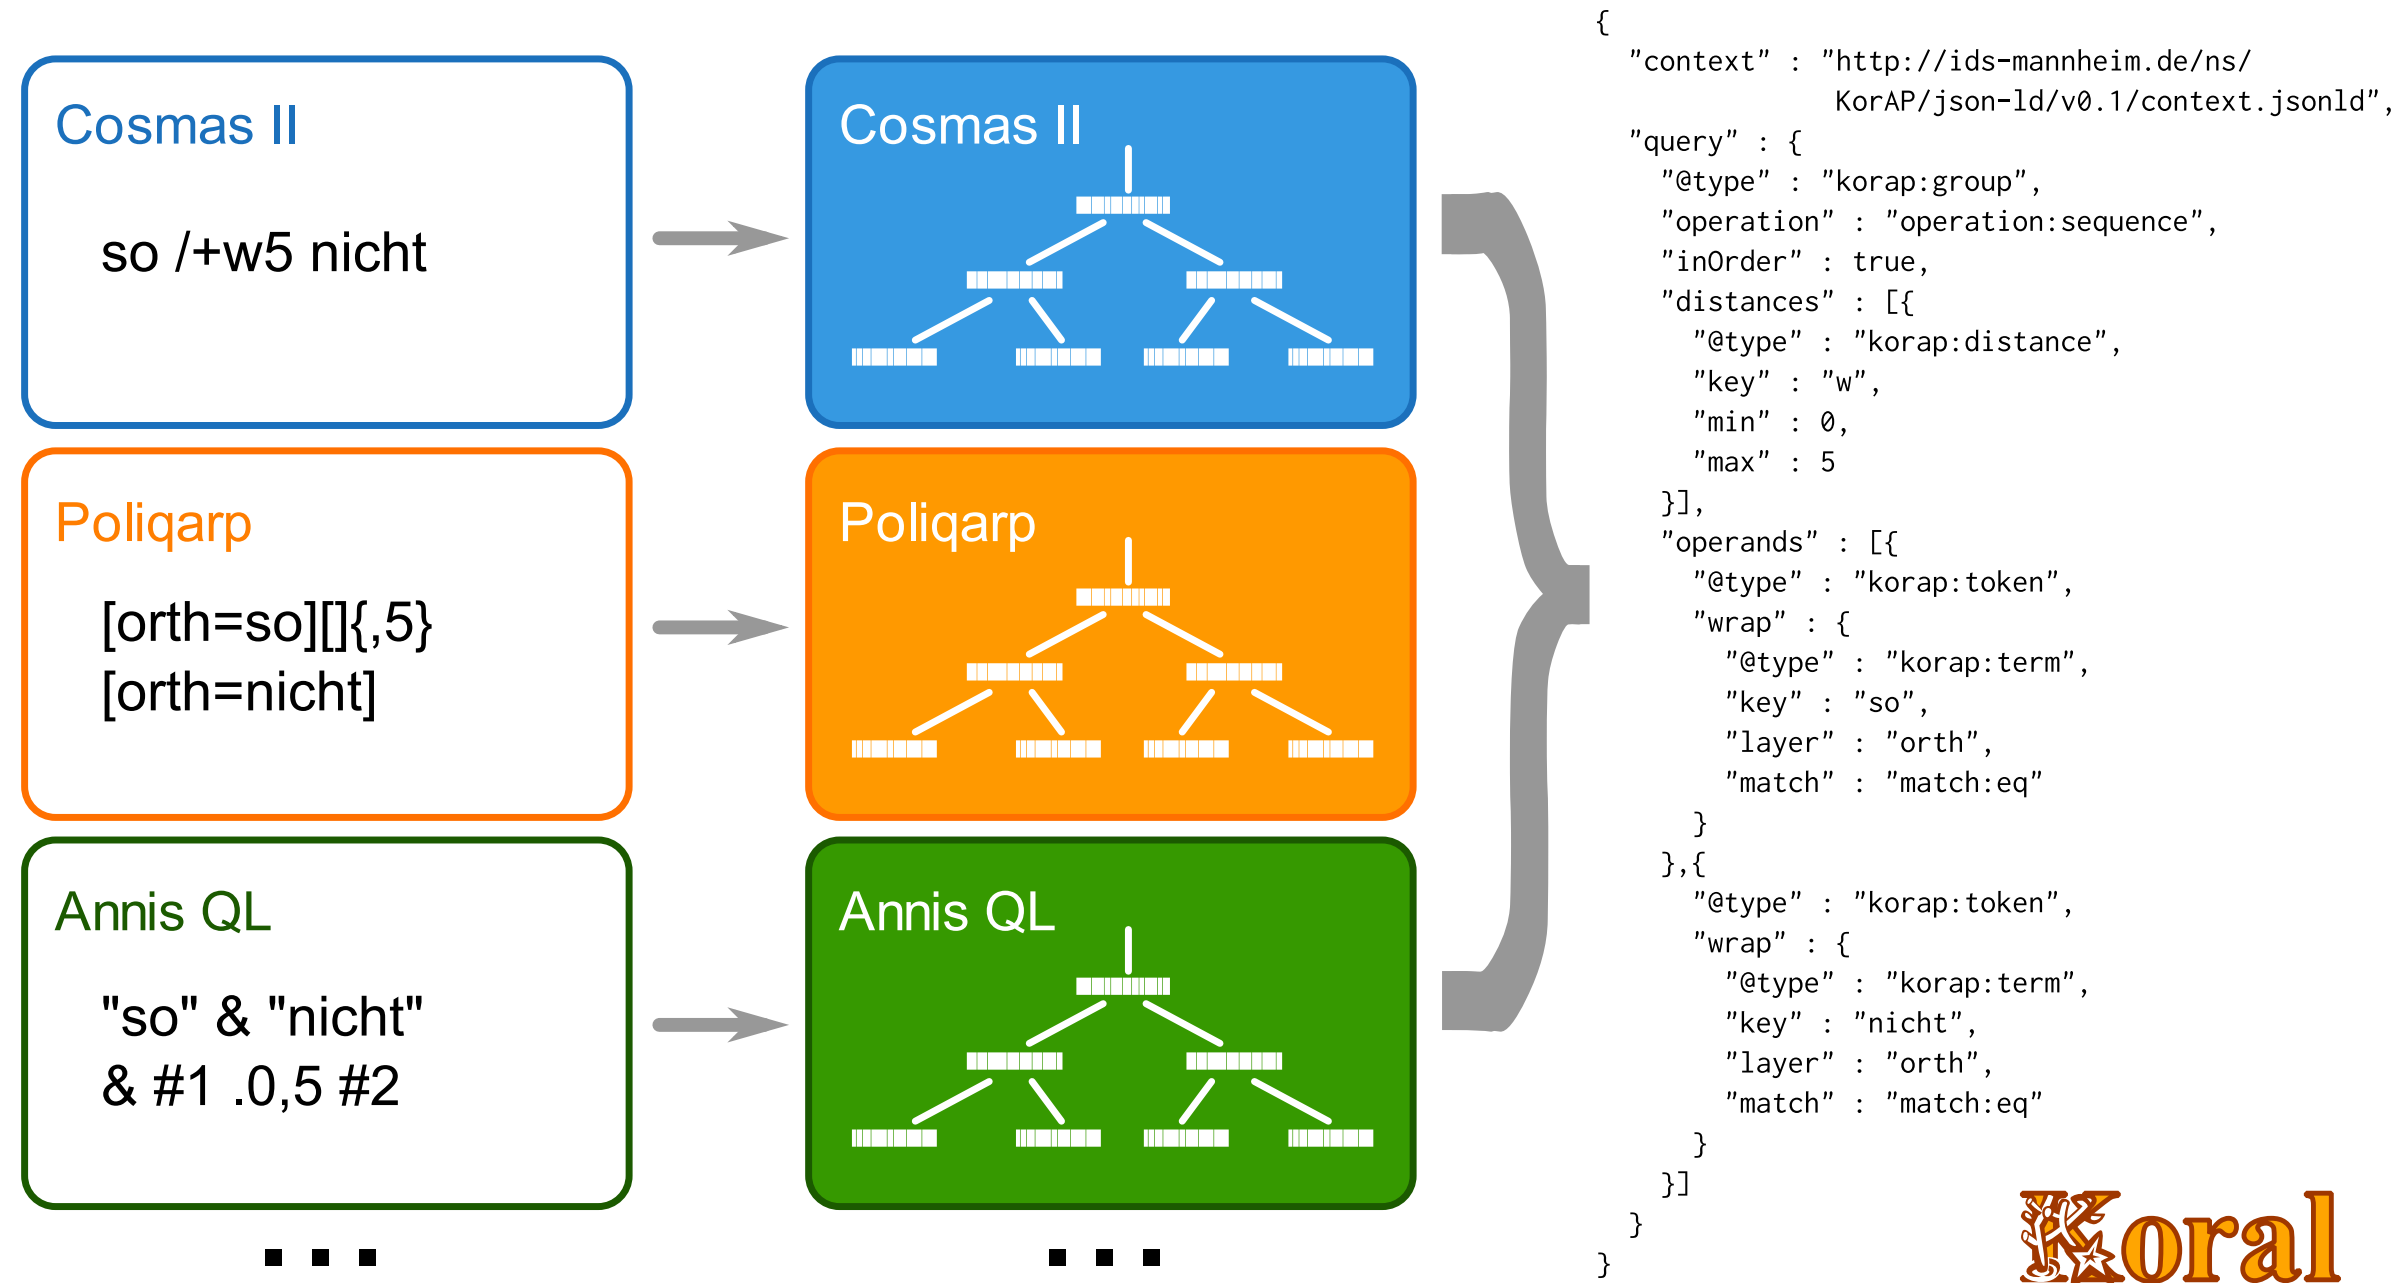 Cosmas II
so /+w5 nicht
Poliqarp
[orth=so][]{,5}
[orth=nicht]
Annis QL
"so" & "nicht"
& #1 .0,5 #2
...
Cosmas II
Poliqarp
Annis QL
...
{
"context" : "http://ids-mannheim.de/ns/
KorAP/json-ld/v0.1/context.jsonld",
"query" : {
"@type" : "korap:group",
"operation" : "operation:sequence",
"inOrder" : true,
"distances" : [{
"@type" : "korap:distance",
"key" : "w",
"min" : 0,
"max" : 5
}],
"operands" : [{
"@type" : "korap:token",
"wrap" : {
"@type" : "korap:term",
"key" : "so",
"layer" : "orth",
"match" : "match:eq"
}
},{
"@type" : "korap:token",
"wrap" : {
"@type" : "korap:term",
"key" : "nicht",
"layer" : "orth",
"match" : "match:eq"
}
}]
}
}
Koral